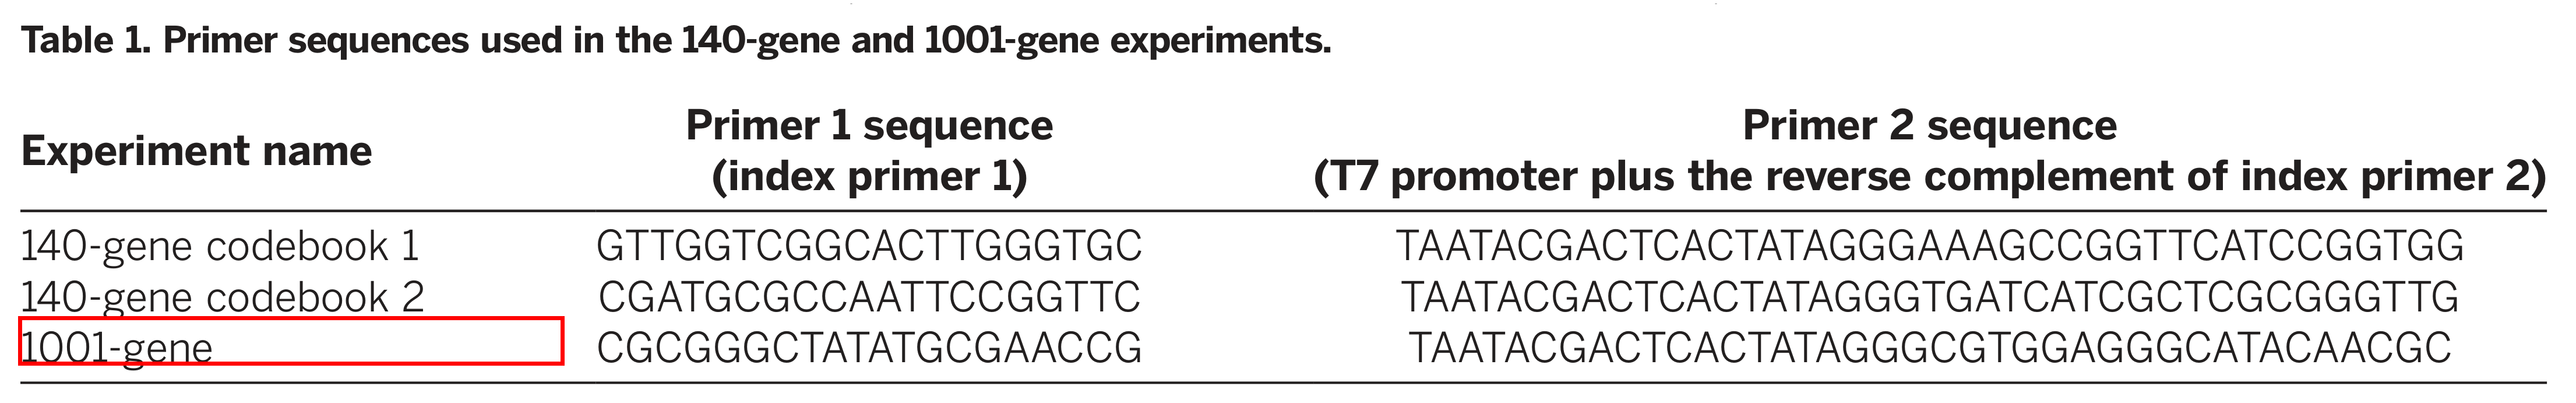 Table 1. Primer sequences used in the 140-gene and 1001-gene experiments.
Experiment name
Primer 1 sequence
(index primer 1)
Primer 2 sequence
(T7 promoter plus the reverse complement of index primer 2)
140-gene codebook 1 GTTGGTCGGCACTTGGGTGC TAATACGACTCACTATAGGGAAAGCCGGTTCATCCGGTGG
140-gene codebook 2 CGATGCGCCAATTCCGGTTC TAATACGACTCACTATAGGGTGATCATCGCTCGCGGGTTG
1001-gene CGCGGGCTATATGCGAACCG TAATACGACTCACTATAGGGCGTGGAGGGCATACAACGC